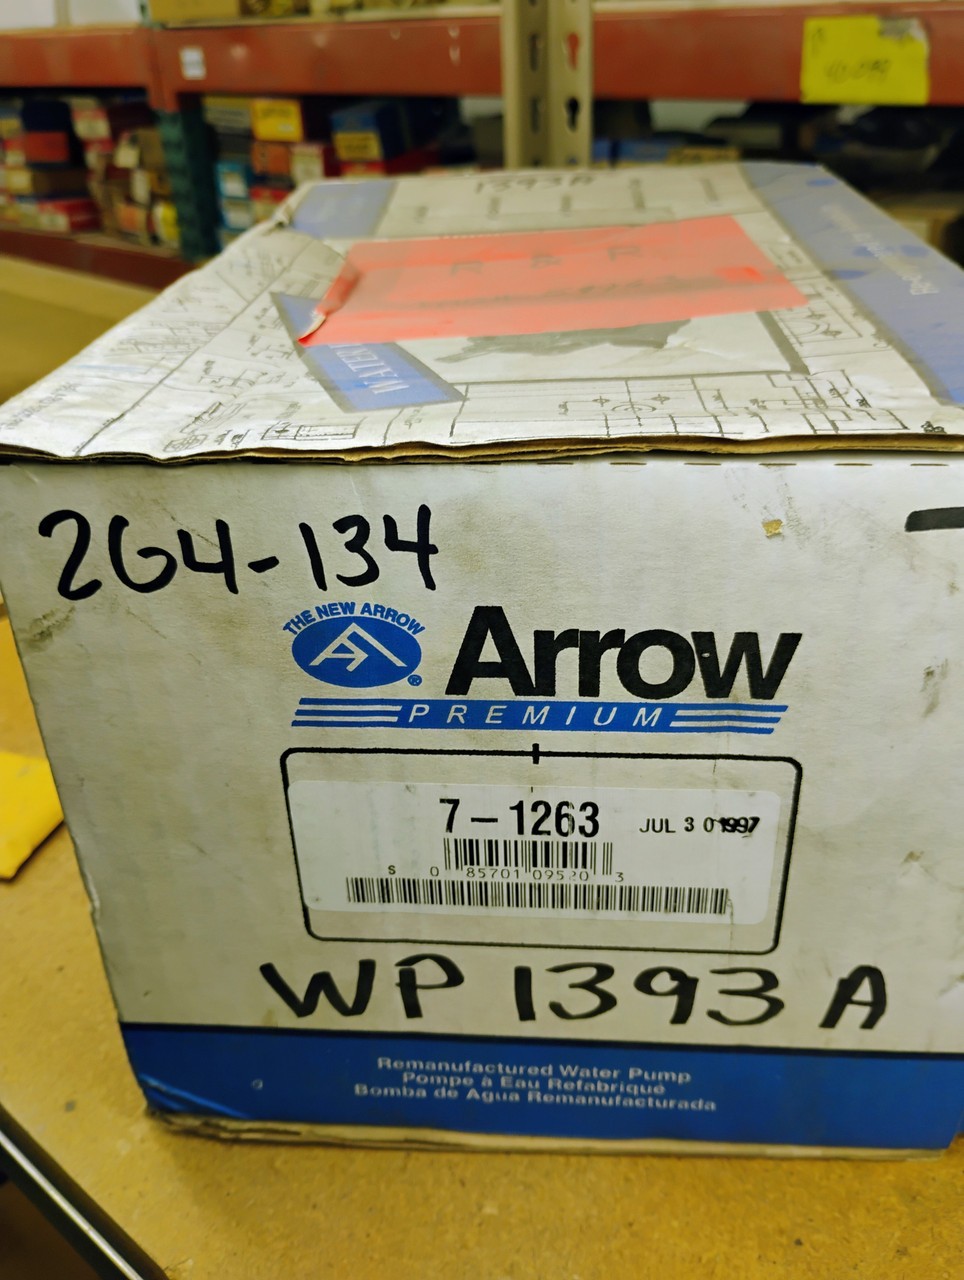 1393A
WATER
264-134
THE NEW ARROW
Arrow
®
PREMIUM
7-1263 JUL 3 0 1997
S 0 85701 09520 3
WP 1393 A
Remanufactured Water Pump
Pompe à Eau Refabriqué
Bomba de Agua Remanufacturada